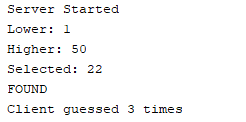 Server Started
Lower: 1
Higher: 50
Selected: 22
FOUND
Client guessed 3 times